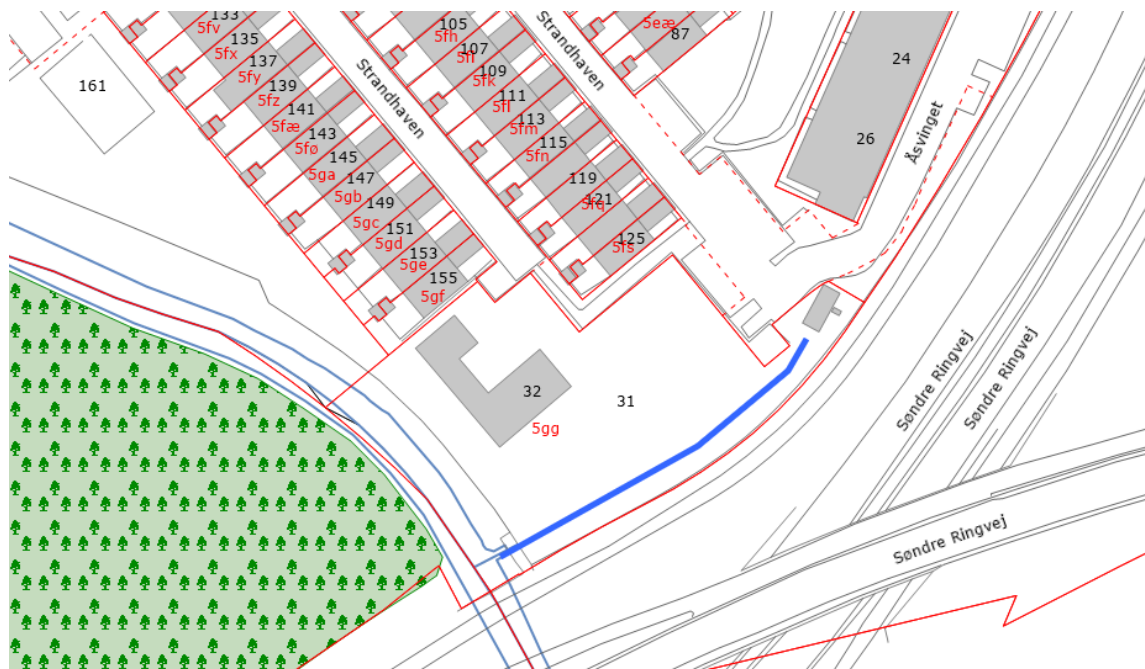 133
5fv
135
5fx
137
5fy
139
5fz
141
5fæ
143
5fø
145
5ga
147
5gb
149
5gc
151
5gd
153
5ge
155
5gf
161
Strandhaven
105
5fh
107
5fi
109
5fk
111
5fl
113
5fm
115
5fn
119
121
5fq
125
5fs
Strandhaven
5eæ
87
24
26
Åsvinget
32
5gg
31
Søndre Ringvej
Søndre Ringvej
Søndre Ringvej